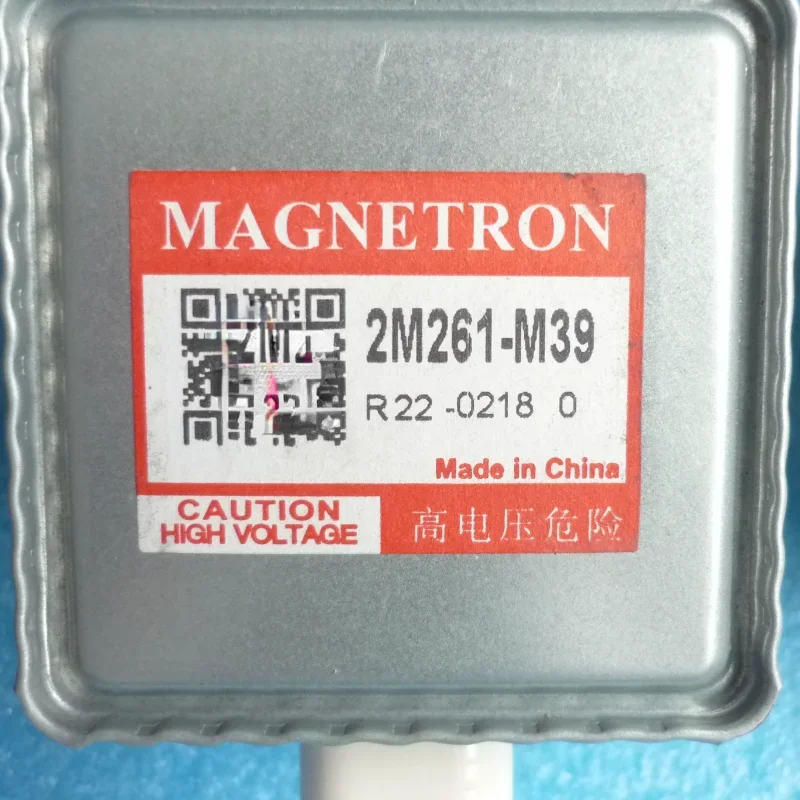 MAGNETRON
2M261-M39
R22-0218 0
Made in China
CAUTION
HIGH VOLTAGE
高电压危险